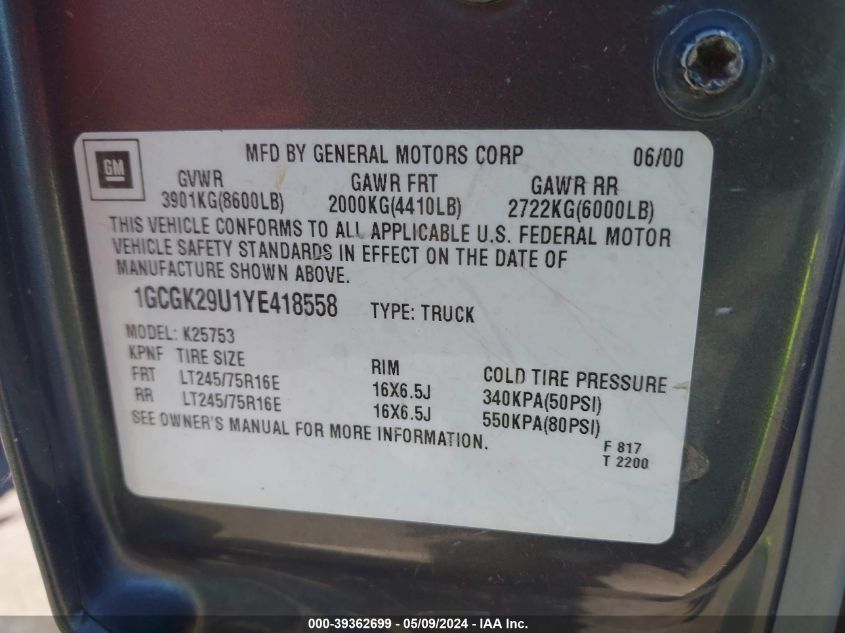 GM
MFD BY GENERAL MOTORS CORP 06/00
GVWR GAWR FRT GAWR RR
3901KG(8600LB) 2000KG(4410LB) 2722KG(6000LB)
THIS VEHICLE CONFORMS TO ALL APPLICABLE U.S. FEDERAL MOTOR
VEHICLE SAFETY STANDARDS IN EFFECT ON THE DATE OF
MANUFACTURE SHOWN ABOVE.
1GCGK29U1YE418558 TYPE: TRUCK
MODEL: K25753
KPNF TIRE SIZE RIM COLD TIRE PRESSURE
FRT LT245/75R16E 16X6.5J 340KPA(50PSI)
RR LT245/75R16E 16X6.5J 550KPA(80PSI)
SEE OWNER'S MANUAL FOR MORE INFORMATION.
F 817
T 2200
000-39362699 - 05/09/2024 - IAA Inc.